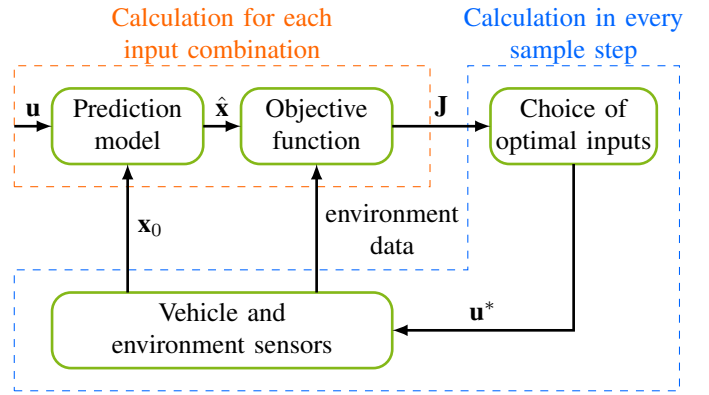 Calculation for each
input combination
Calculation in every
sample step
u
Prediction
model
x̂
Objective
function
J
Choice of
optimal inputs
x₀
environment
data
Vehicle and
environment sensors
u*